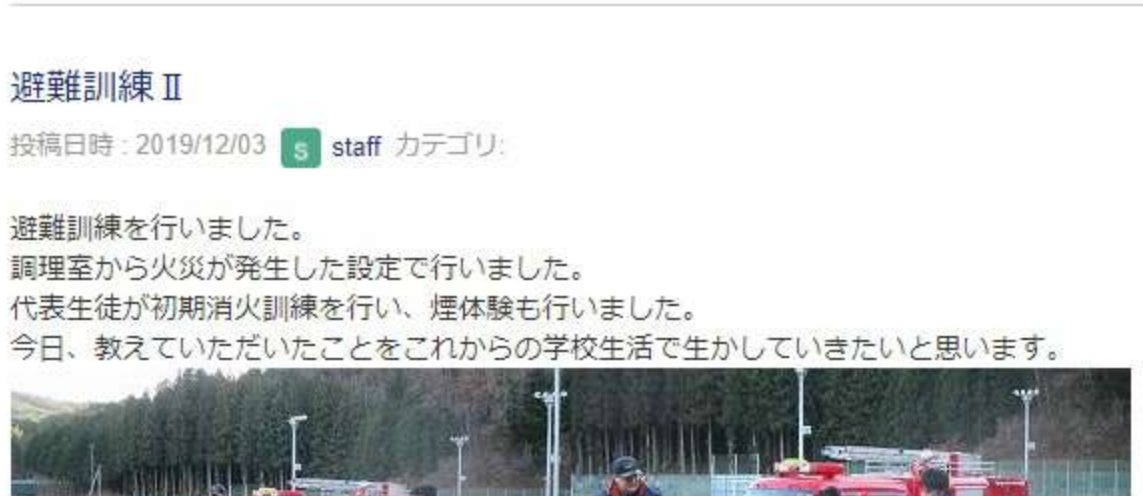 避難訓練Ⅱ
投稿日時 : 2019/12/03 s staff カテゴリ:
避難訓練を行いました。
調理室から火災が発生した設定で行いました。
代表生徒が初期消火訓練を行い、煙体験も行いました。
今日、教えていただいたことをこれからの学校生活で生かしていきたいと思います。